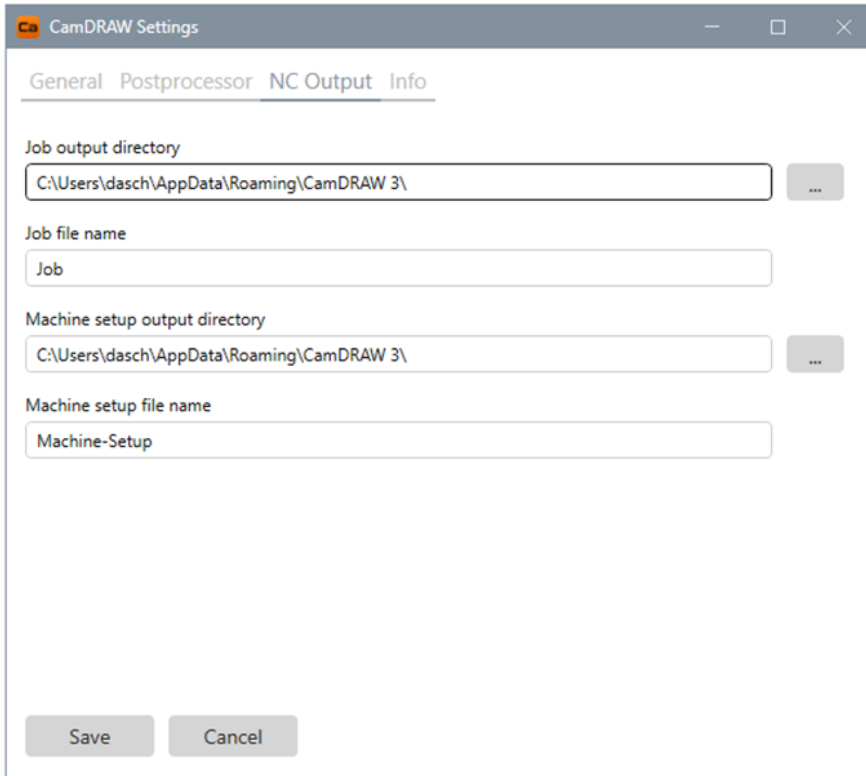 Ca CamDRAW Settings
General Postprocessor NC Output Info
Job output directory
C:\Users\dasch\AppData\Roaming\CamDRAW 3\
...
Job file name
Job
Machine setup output directory
C:\Users\dasch\AppData\Roaming\CamDRAW 3\
...
Machine setup file name
Machine-Setup
Save Cancel